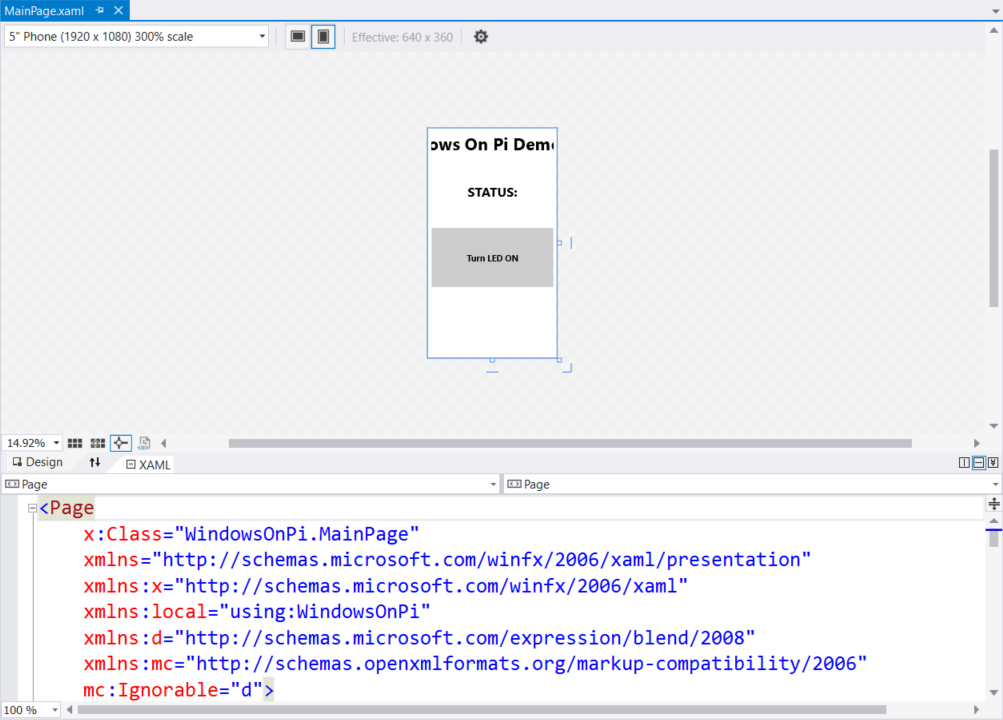 MainPage.xaml
5" Phone (1920 x 1080) 300% scale
Effective: 640 x 360
ows On Pi Dem
STATUS:
Turn LED ON
14.92%
Design
XAML
Page
Page
<Page
x:Class="WindowsOnPi.MainPage"
xmlns="http://schemas.microsoft.com/winfx/2006/xaml/presentation"
xmlns:x="http://schemas.microsoft.com/winfx/2006/xaml"
xmlns:local="using:WindowsOnPi"
xmlns:d="http://schemas.microsoft.com/expression/blend/2008"
xmlns:mc="http://schemas.openxmlformats.org/markup-compatibility/2006"
mc:Ignorable="d">
100 %